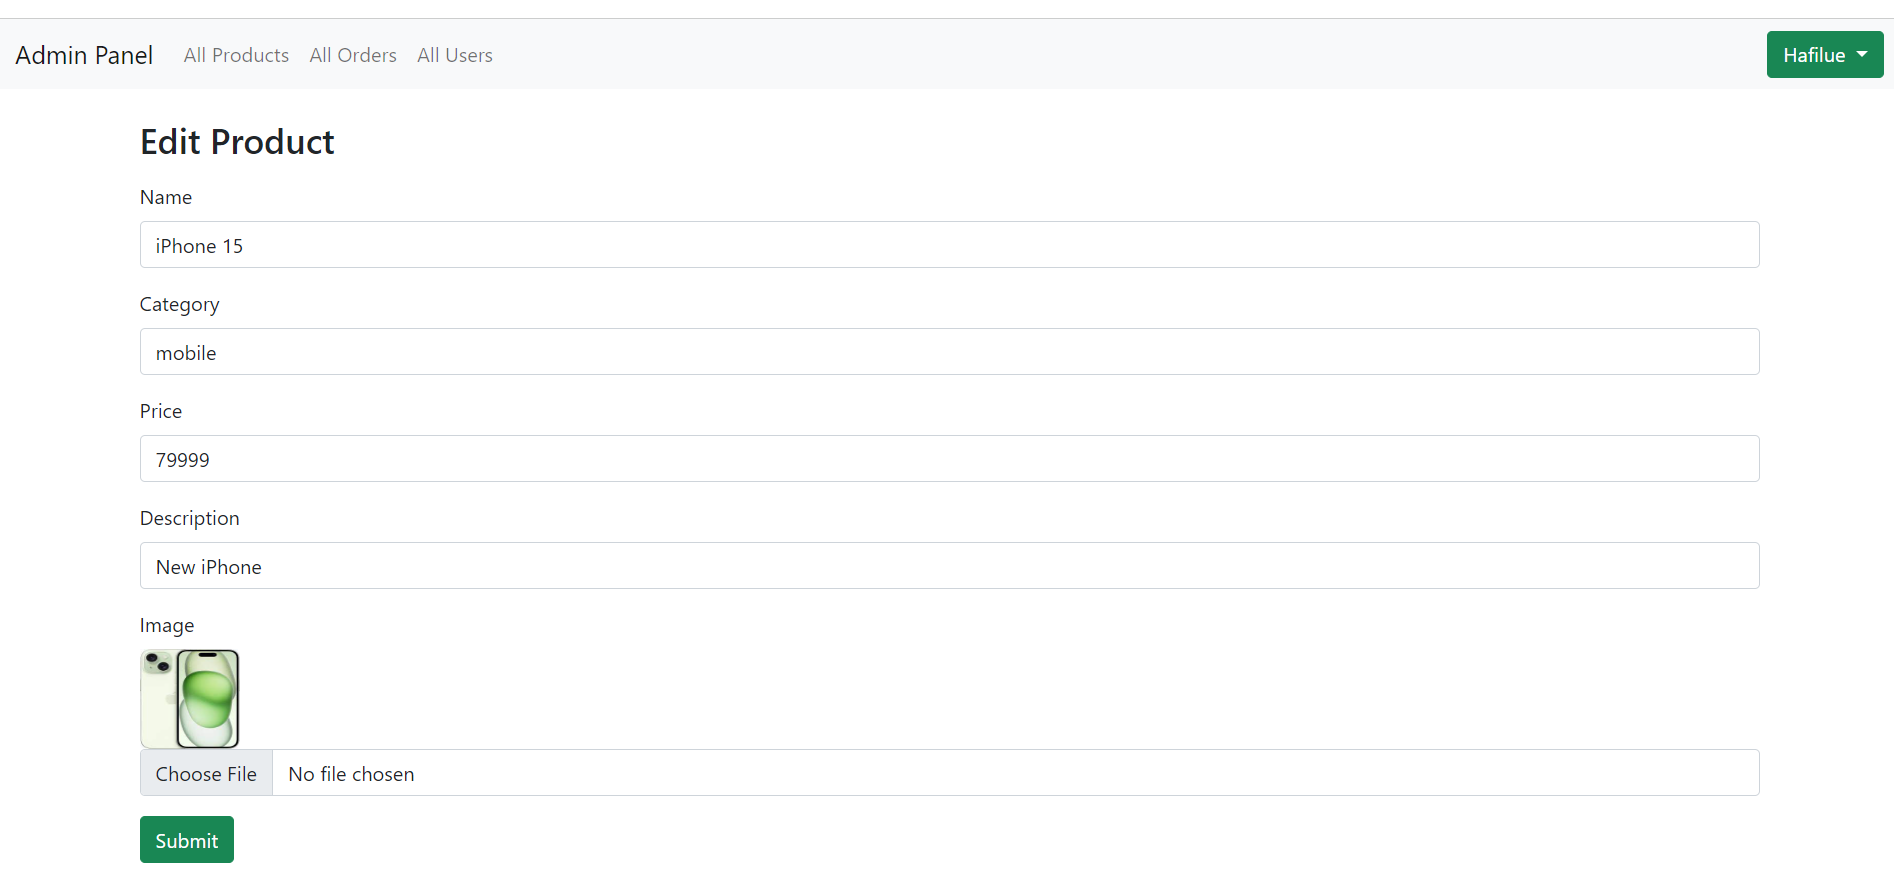 Admin Panel All Products All Orders All Users Hafilue
Edit Product
Name
iPhone 15
Category
mobile
Price
79999
Description
New iPhone
Image
Choose File No file chosen
Submit